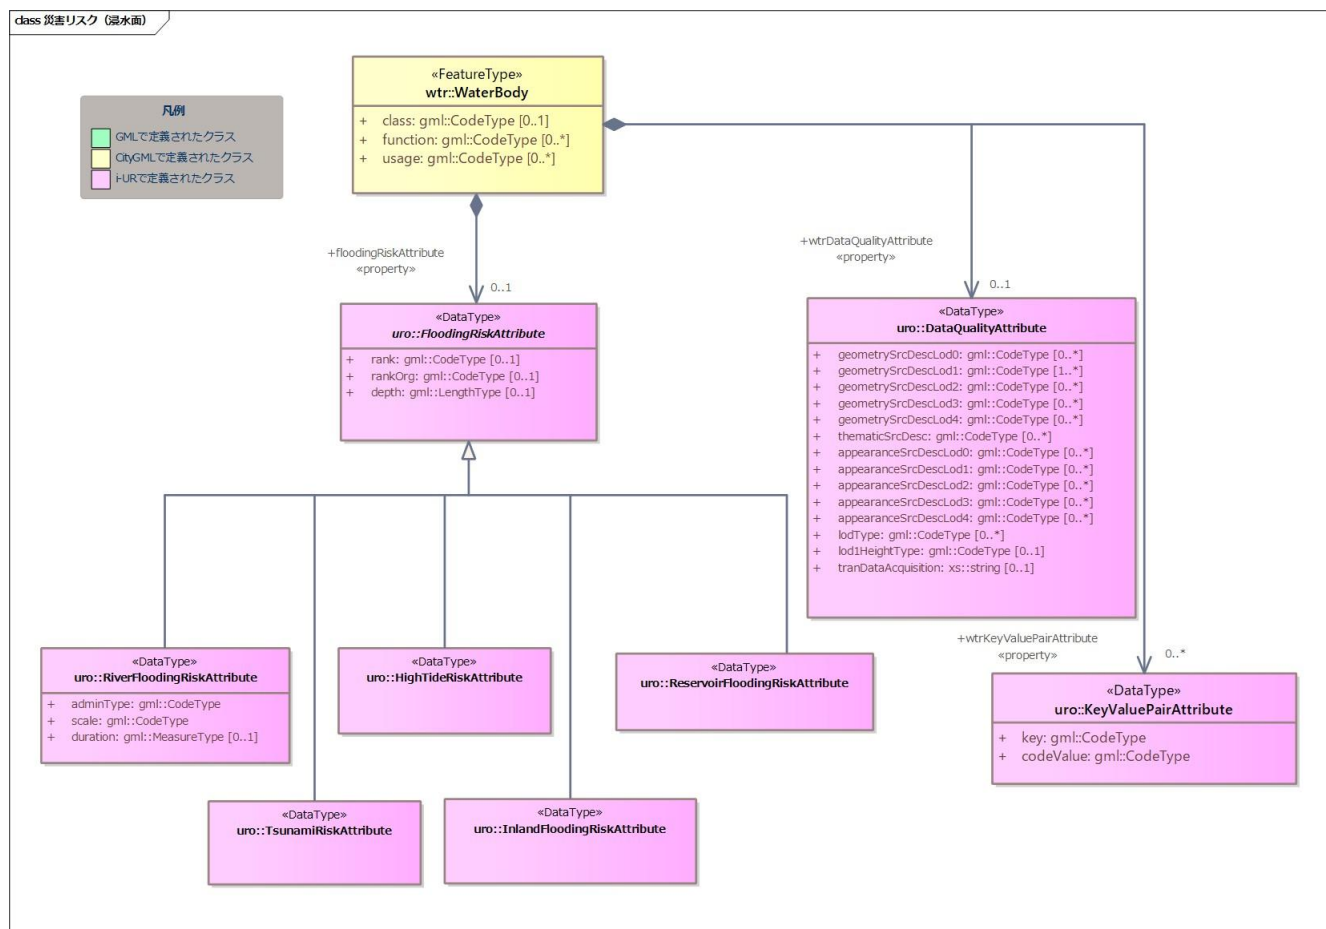 class 災害リスク（浸水面）
凡例
GMLで定義されたクラス
CityGMLで定義されたクラス
i-URで定義されたクラス
«FeatureType»
wtr::WaterBody
+ class: gml::CodeType [0..1]
+ function: gml::CodeType [0..*]
+ usage: gml::CodeType [0..*]
+floodingRiskAttribute
«property»
0..1
+wtrDataQualityAttribute
«property»
0..1
«DataType»
uro::FloodingRiskAttribute
+ rank: gml::CodeType [0..1]
+ rankOrg: gml::CodeType [0..1]
+ depth: gml::LengthType [0..1]
«DataType»
uro::DataQualityAttribute
+ geometrySrcDescLod0: gml::CodeType [0..*]
+ geometrySrcDescLod1: gml::CodeType [1..*]
+ geometrySrcDescLod2: gml::CodeType [0..*]
+ geometrySrcDescLod3: gml::CodeType [0..*]
+ geometrySrcDescLod4: gml::CodeType [0..*]
+ thematicSrcDesc: gml::CodeType [0..*]
+ appearanceSrcDescLod0: gml::CodeType [0..*]
+ appearanceSrcDescLod1: gml::CodeType [0..*]
+ appearanceSrcDescLod2: gml::CodeType [0..*]
+ appearanceSrcDescLod3: gml::CodeType [0..*]
+ appearanceSrcDescLod4: gml::CodeType [0..*]
+ lodType: gml::CodeType [0..*]
+ lod1HeightType: gml::CodeType [0..1]
+ tranDataAcquisition: xs::string [0..1]
+wtrKeyValuePairAttribute
«property»
0..*
«DataType»
uro::RiverFloodingRiskAttribute
+ adminType: gml::CodeType
+ scale: gml::CodeType
+ duration: gml::MeasureType [0..1]
«DataType»
uro::HighTideRiskAttribute
«DataType»
uro::ReservoirFloodingRiskAttribute
«DataType»
uro::KeyValuePairAttribute
+ key: gml::CodeType
+ codeValue: gml::CodeType
«DataType»
uro::TsunamiRiskAttribute
«DataType»
uro::InlandFloodingRiskAttribute